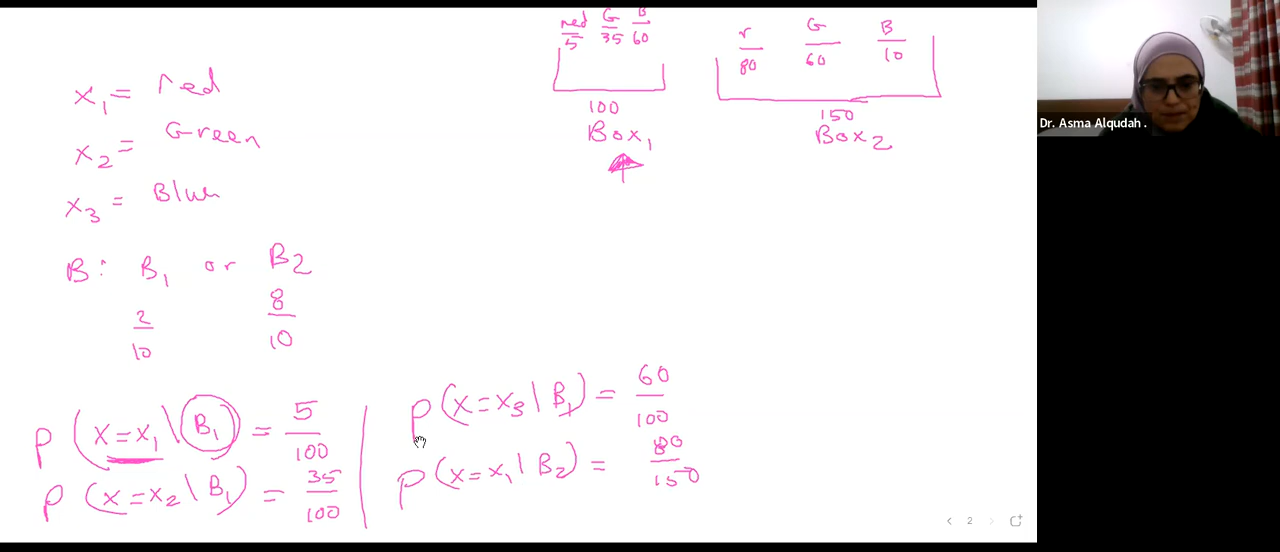 red G B
5 35 60
100
Box1
r G B
80 60 10
150
Box2
Dr. Asma Alqudah .
x1 = red
x2 = Green
x3 = Blue
B: B1 or B2
2/10 8/10
P (x=x1 \ B1) = 5/100
P (x=x2 \ B1) = 35/100
P (x=x3 \ B1) = 60/100
P (x=x1 \ B2) = 80/150
2